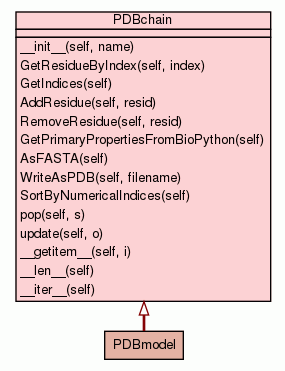 PDBchain
__init__(self, name)
GetResidueByIndex(self, index)
GetIndices(self)
AddResidue(self, resid)
RemoveResidue(self, resid)
GetPrimaryPropertiesFromBioPython(self)
AsFASTA(self)
WriteAsPDB(self, filename)
SortByNumericalIndices(self)
pop(self, s)
update(self, o)
__getitem__(self, i)
__len__(self)
__iter__(self)
PDBmodel